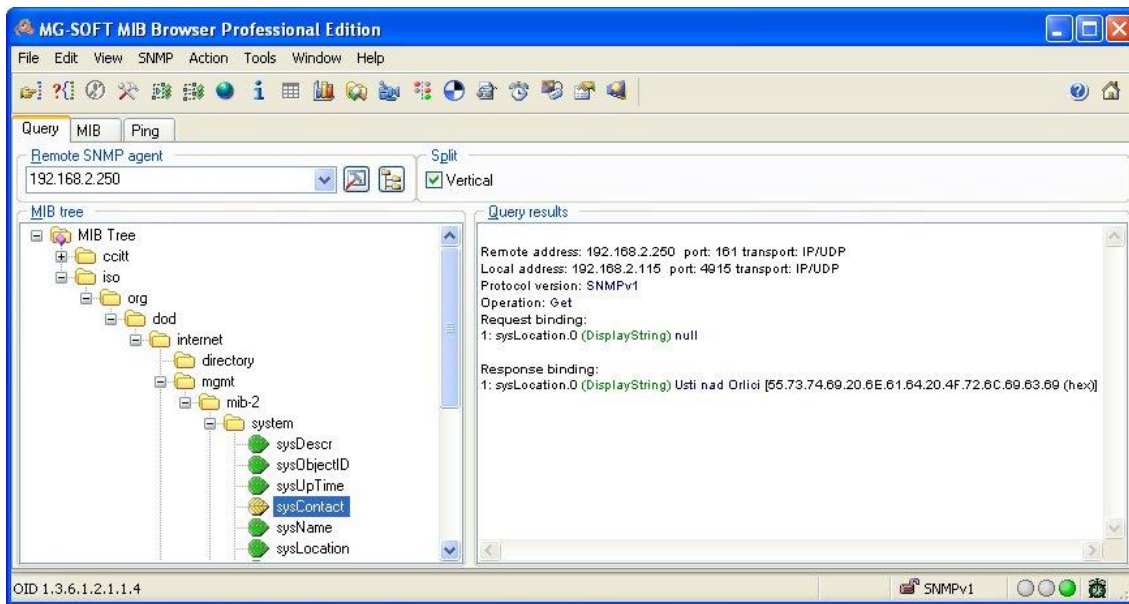 MG-SOFT MIB Browser Professional Edition
File Edit View SNMP Action Tools Window Help
Query MIB Ping
Remote SNMP agent
192.168.2.250
Split
Vertical
MIB tree
MIB Tree
ccitt
iso
org
dod
internet
directory
mgmt
mib-2
system
sysDescr
sysObjectID
sysUpTime
sysContact
sysName
sysLocation
Query results
Remote address: 192.168.2.250 port: 161 transport: IP/UDP
Local address: 192.168.2.115 port: 4915 transport: IP/UDP
Protocol version: SNMPv1
Operation: Get
Request binding:
1: sysLocation.0 (DisplayString) null
Response binding:
1: sysLocation.0 (DisplayString) Usti nad Orlici [55.73.74.69.20.6E.61.64.20.4F.72.6C.69.63.69 (hex)]
OID 1.3.6.1.2.1.1.4
SNMPv1